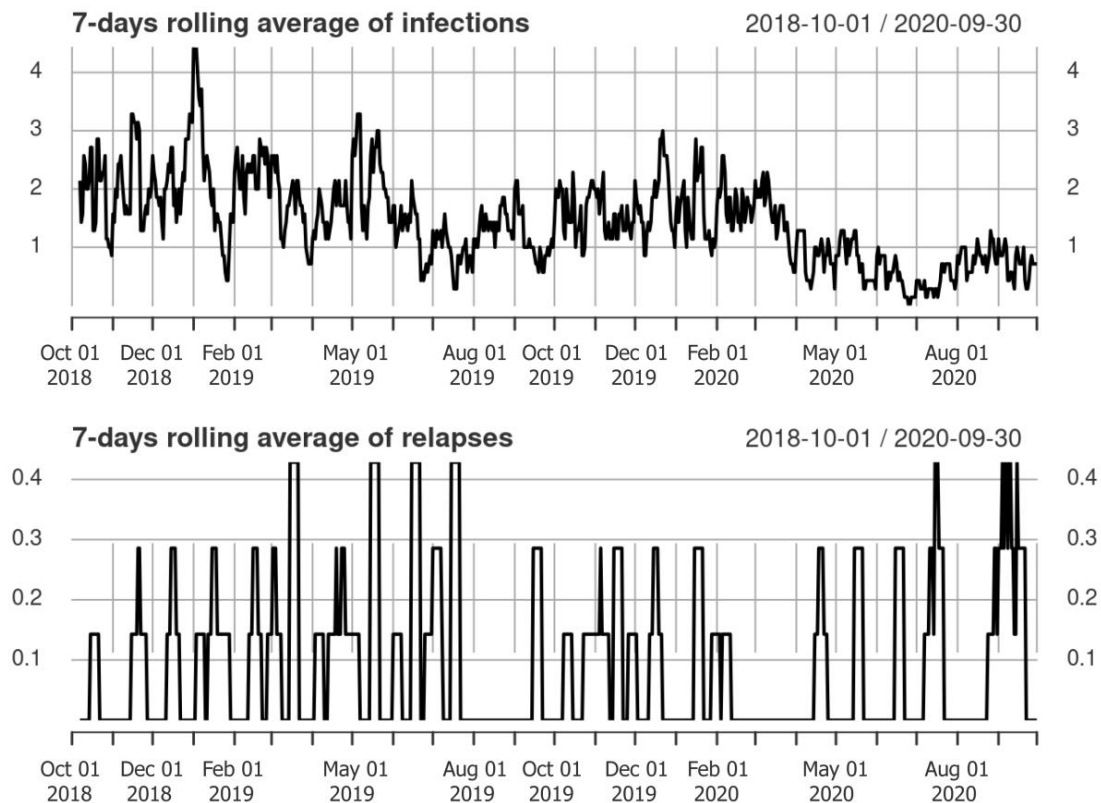 7-days rolling average of infections 2018-10-01 / 2020-09-30
4 4
3 3
2 2
1 1
Oct 01 Dec 01 Feb 01 May 01 Aug 01 Oct 01 Dec 01 Feb 01 May 01 Aug 01
2018 2018 2019 2019 2019 2019 2019 2020 2020 2020
7-days rolling average of relapses 2018-10-01 / 2020-09-30
0.4 0.4
0.3 0.3
0.2 0.2
0.1 0.1
Oct 01 Dec 01 Feb 01 May 01 Aug 01 Oct 01 Dec 01 Feb 01 May 01 Aug 01
2018 2018 2019 2019 2019 2019 2019 2020 2020 2020